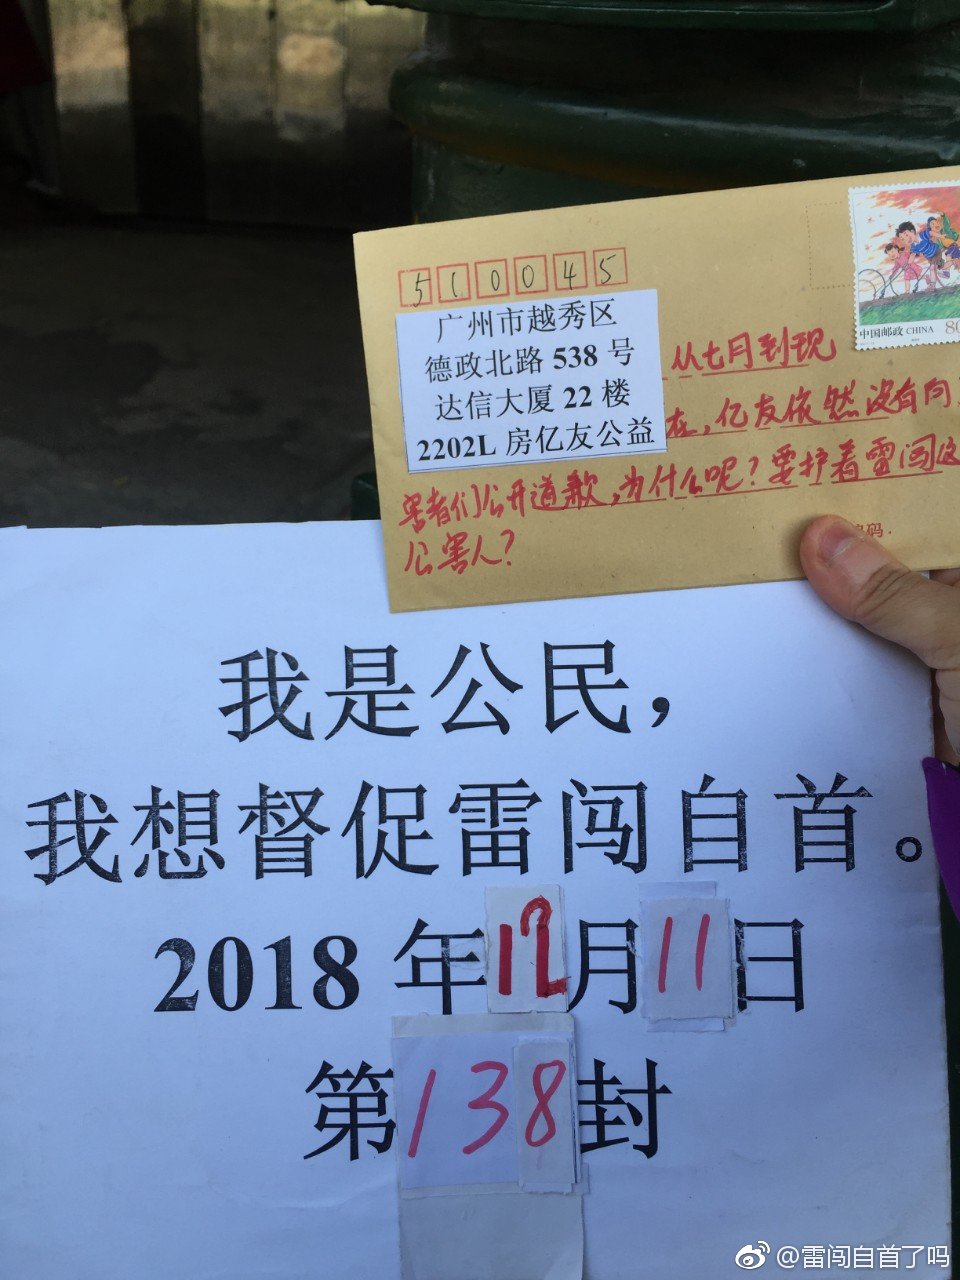 510045
广州市越秀区
德政北路 538 号
达信大厦 22 楼
2202L 房亿友公益
中国邮政 CHINA 80
从七月到现
在，亿友依然没有向
害者们公开道歉，为什么呢？要护着雷闯这
公害人？
编码
我是公民，
我想督促雷闯自首。
2018 年12月11日
第138封
@雷闯自首了吗